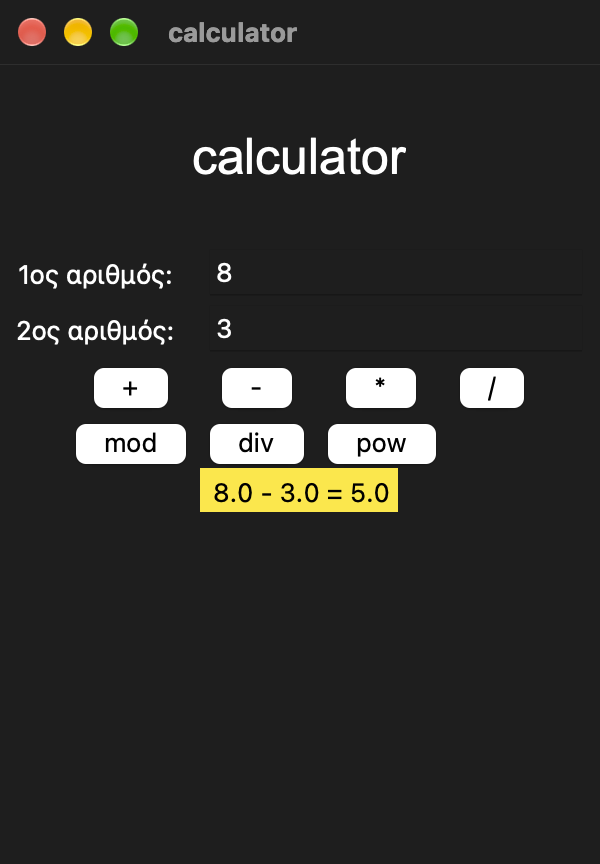 calculator
calculator
1ος αριθμός: 8
2ος αριθμός: 3
+ - * /
mod div pow
8.0 - 3.0 = 5.0